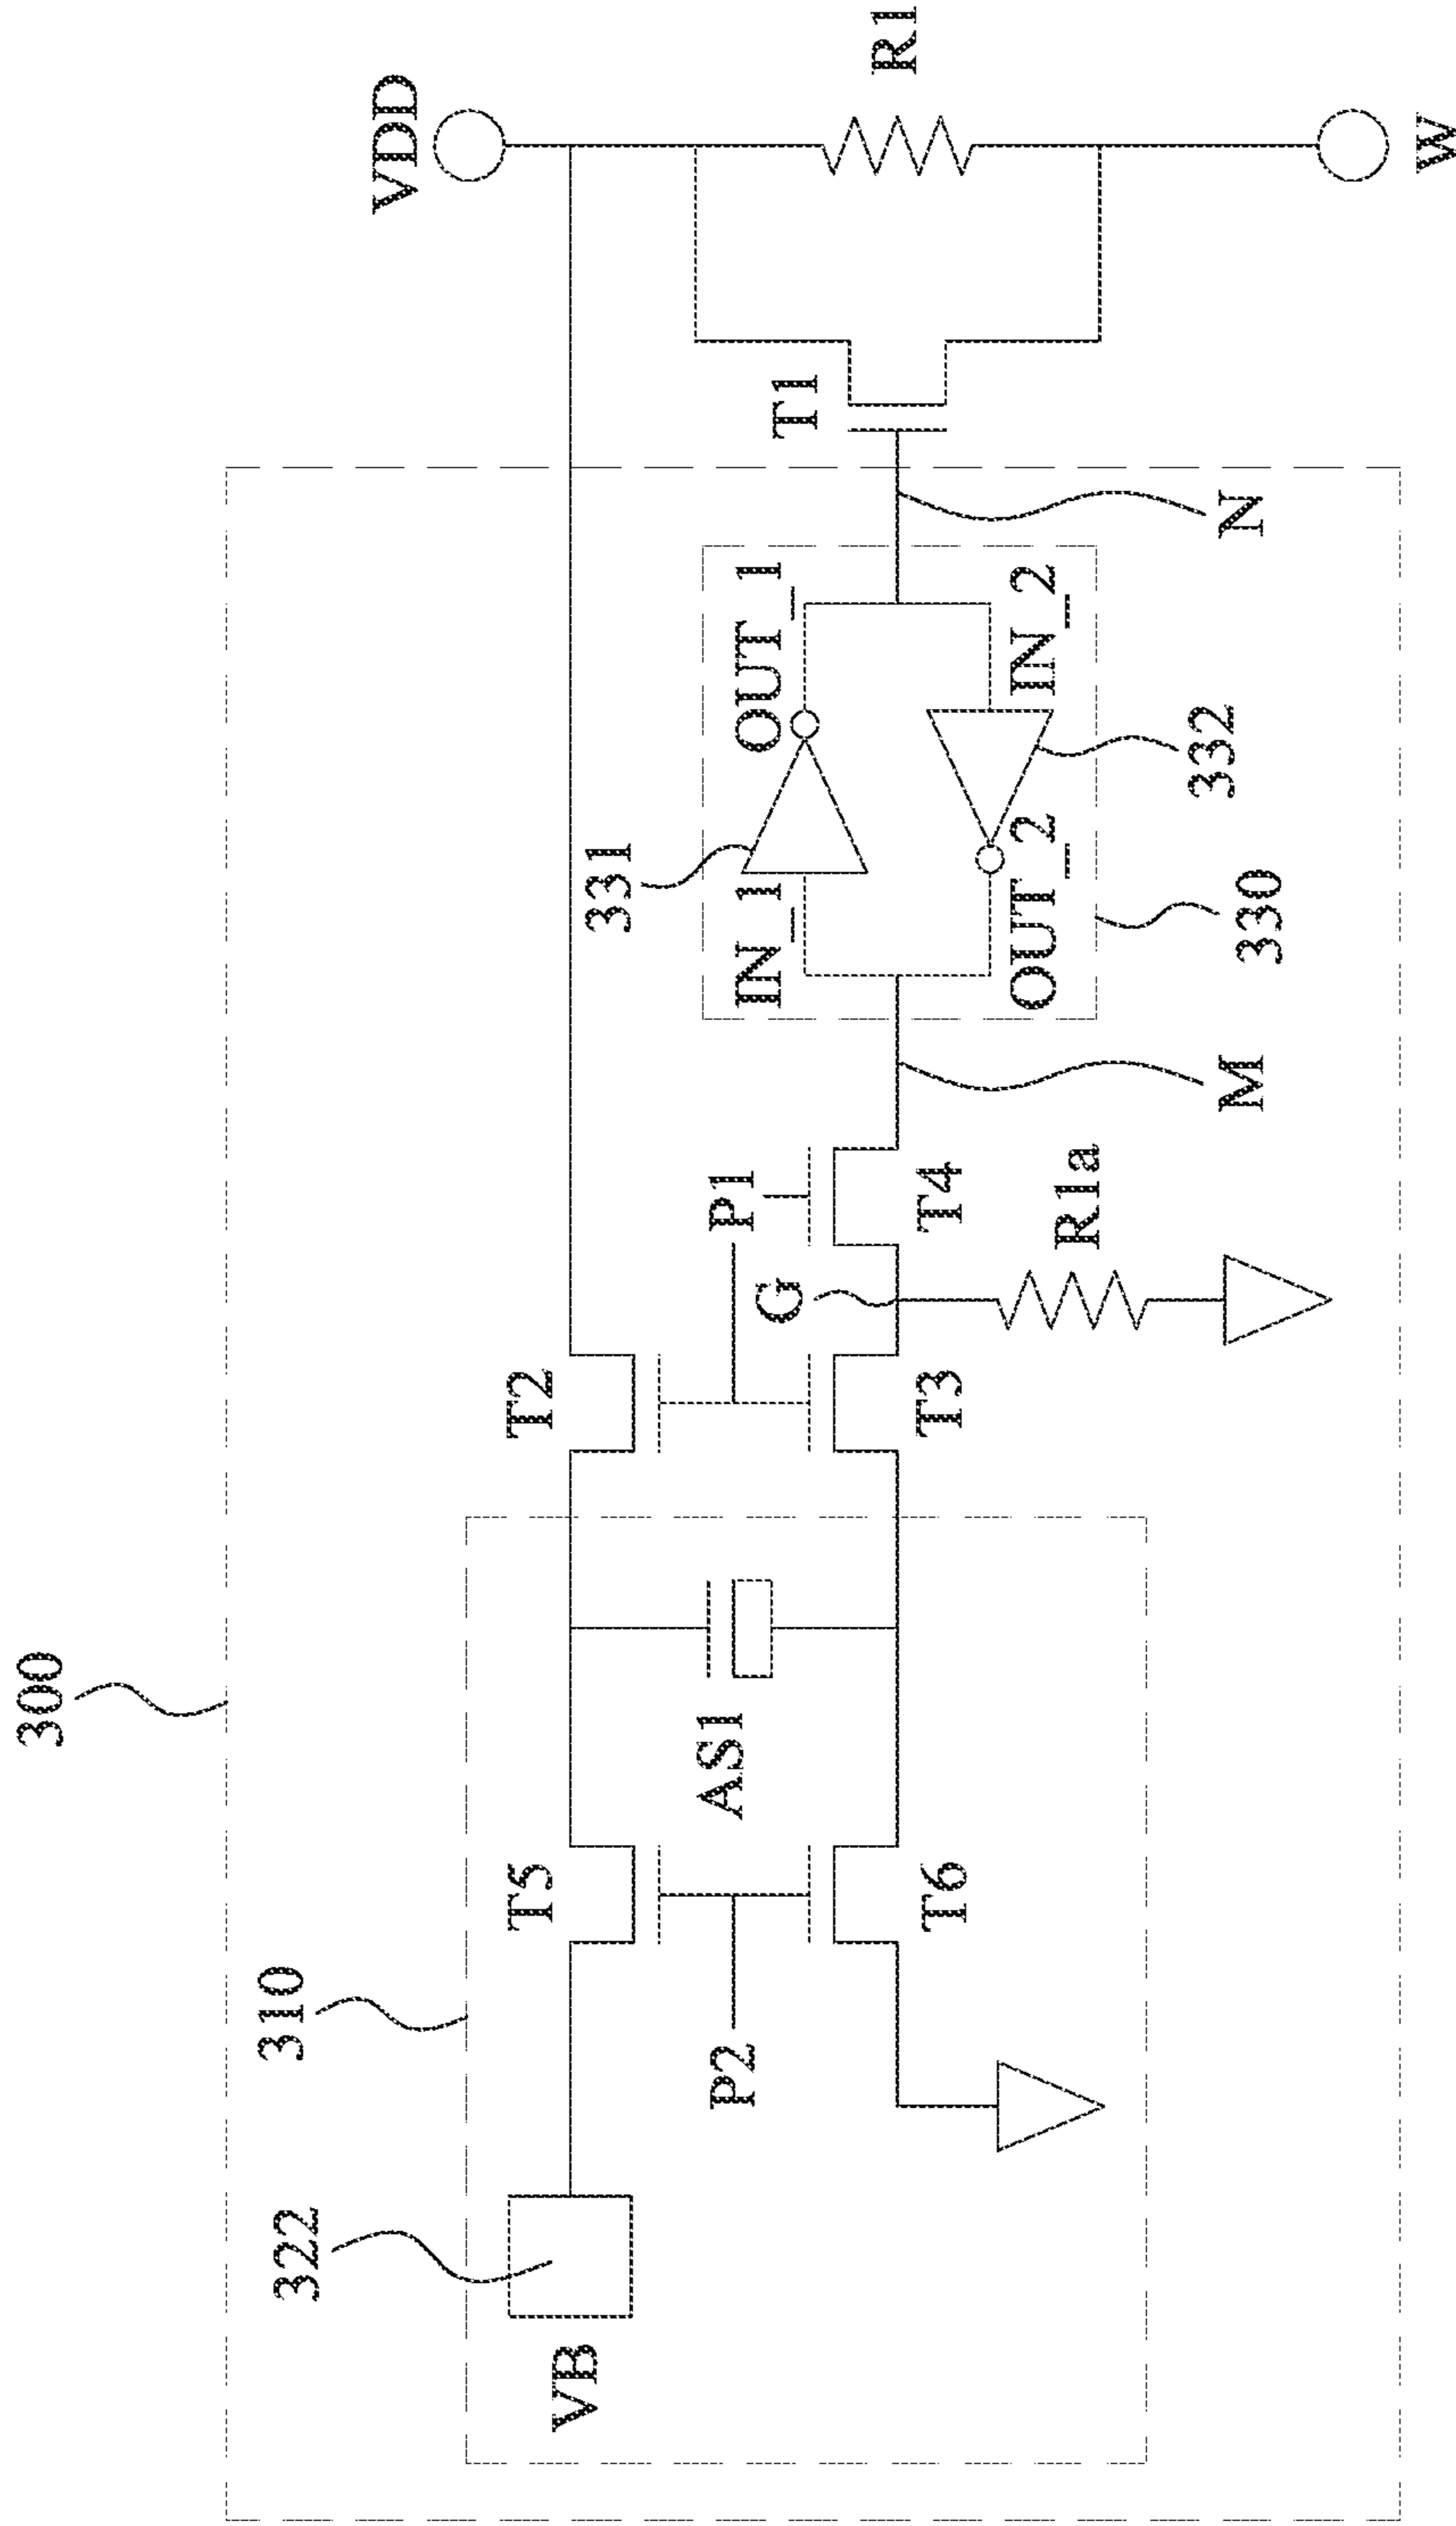 300
310
322
VB
P2
T5
T6
AS1
T2
T3
P1
G
T4
R1a
M
331
IN_1
OUT_1
OUT_2
IN_2
332
330
N
T1
VDD
R1
W